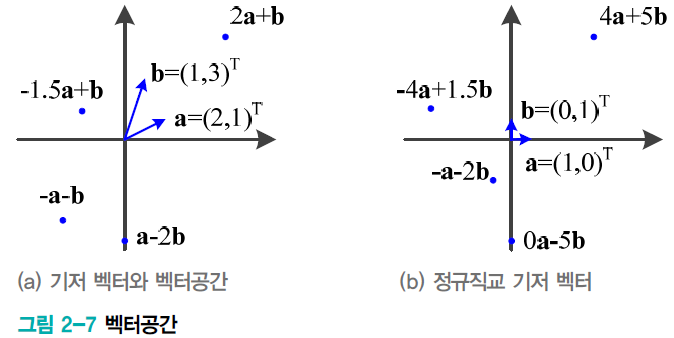 2a+b
b=(1,3)ᵀ
-1.5a+b
a=(2,1)ᵀ
-a-b
a-2b
(a) 기저 벡터와 벡터공간
4a+5b
-4a+1.5b
b=(0,1)ᵀ
-a-2b
a=(1,0)ᵀ
0a-5b
(b) 정규직교 기저 벡터
그림 2-7 벡터공간